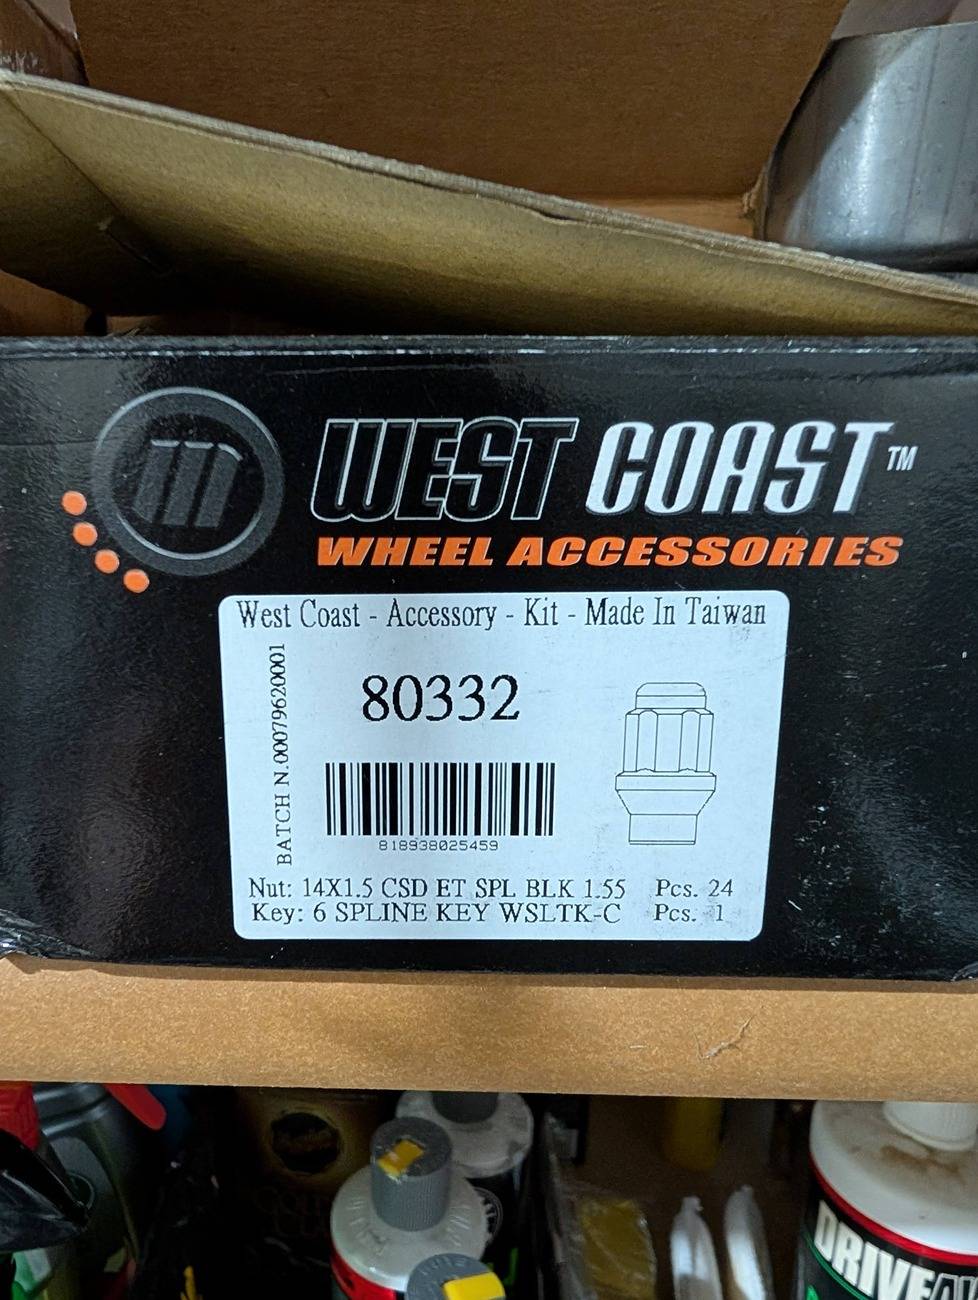 m
WEST COAST™
WHEEL ACCESSORIES
West Coast - Accessory - Kit - Made In Taiwan
BATCH N.00079620001
80332
818938025459
Nut: 14X1.5 CSD ET SPL BLK 1.55 Pcs. 24
Key: 6 SPLINE KEY WSLTK-C Pcs. 1